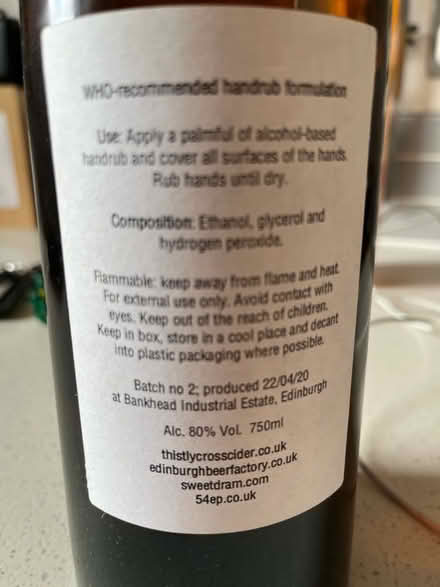 WHO-recommended handrub formulation
Use: Apply a palmful of alcohol-based
handrub and cover all surfaces of the hands.
Rub hands until dry.
Composition: Ethanol, glycerol and
hydrogen peroxide.
Flammable: keep away from flame and heat.
For external use only. Avoid contact with
eyes. Keep out of the reach of children.
Keep in box, store in a cool place and decant
into plastic packaging where possible.
Batch no 2; produced 22/04/20
at Bankhead Industrial Estate, Edinburgh
Alc. 80% Vol. 750ml
thistlycrosscider.co.uk
edinburghbeerfactory.co.uk
sweetdram.com
54ep.co.uk